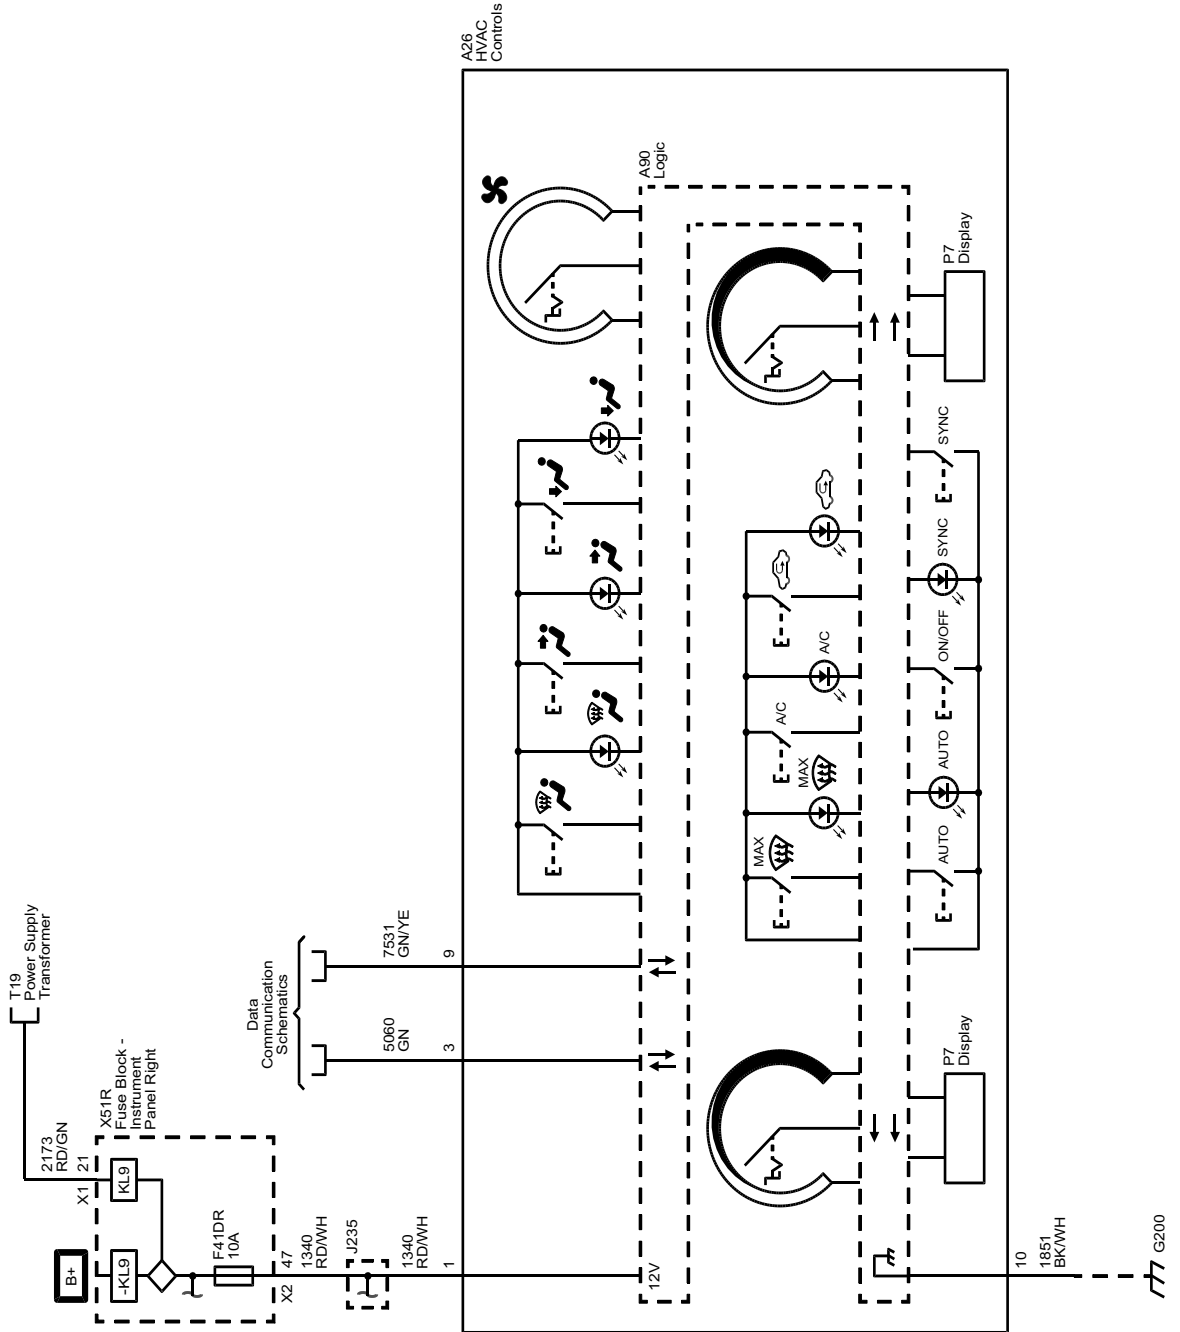 A26
HVAC
Controls
T19
Power Supply
Transformer
2173
RD/GN
X1
21
X51R
Fuse Block -
Instrument
Panel Right
B+
KL9
-KL9
F41DR
10A
X2
47
1340
RD/WH
J235
1340
RD/WH
1
Data
Communication
Schematics
5060
GN
3
7531
GN/YE
9
A90
Logic
12V
MAX
MAX
A/C
A/C
AUTO
AUTO
ON/OFF
SYNC
SYNC
P7
Display
P7
Display
10
1851
BK/WH
G200